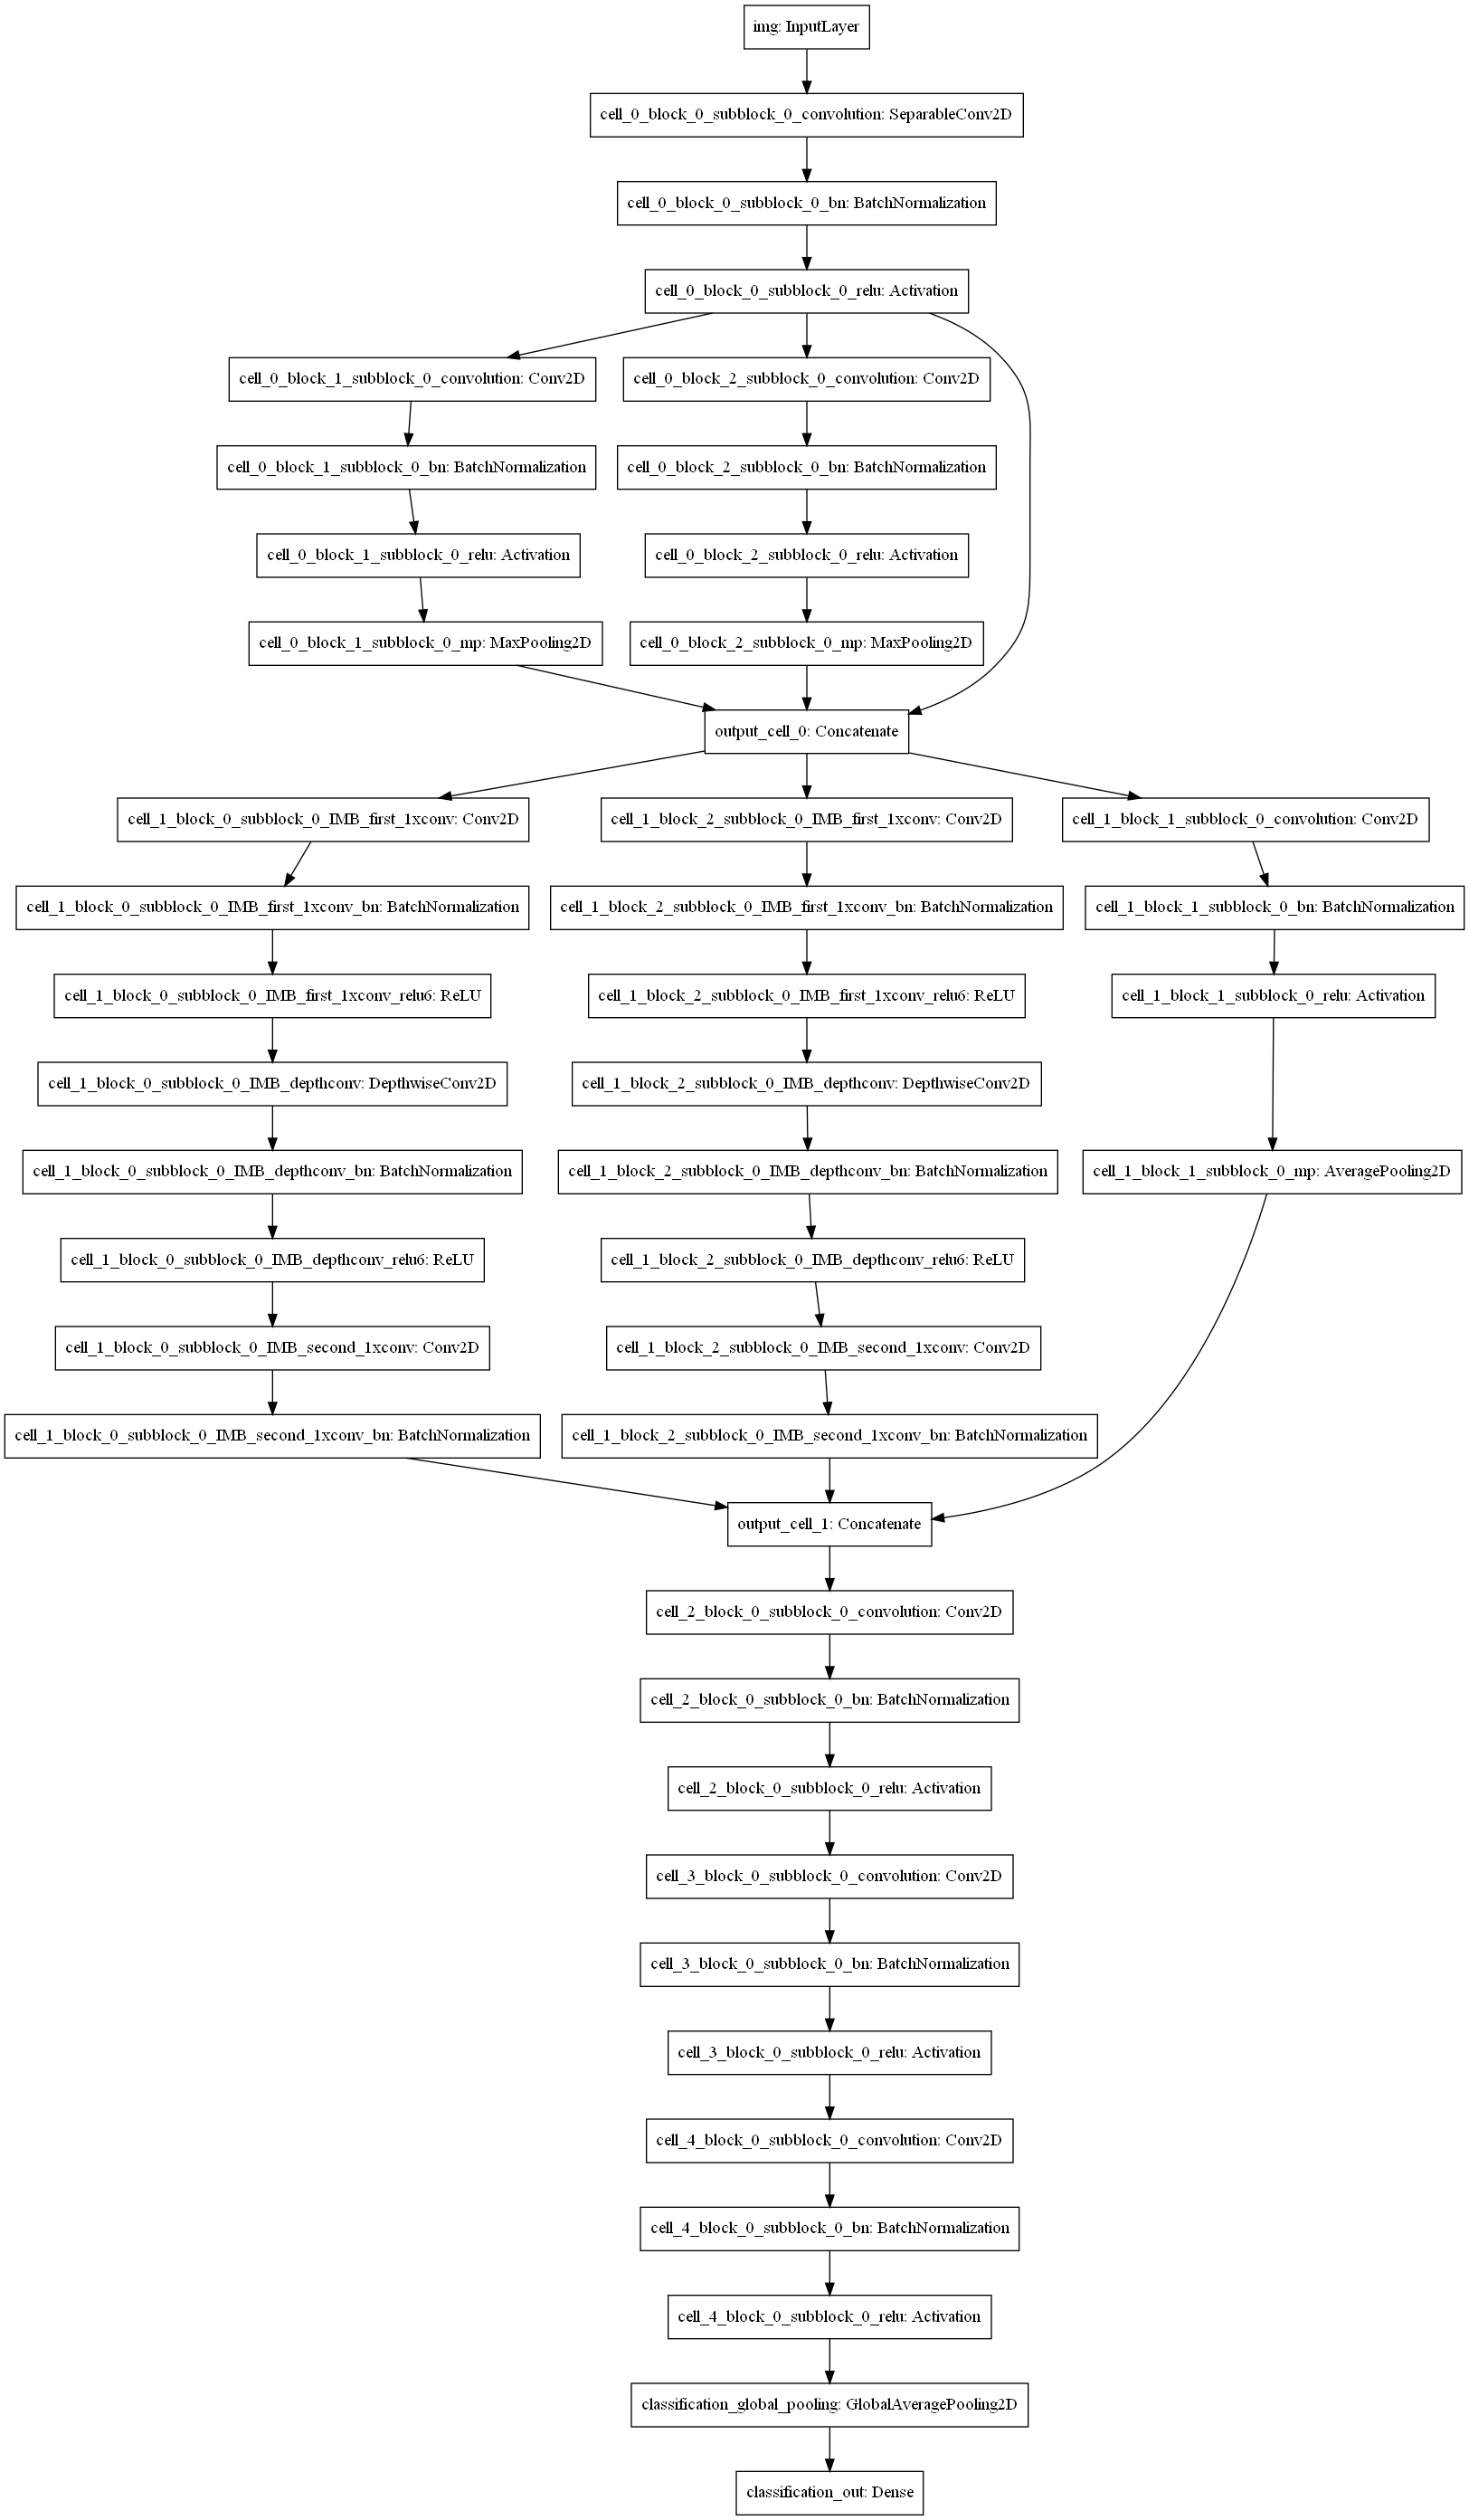 img: InputLayer
cell_0_block_0_subblock_0_convolution: SeparableConv2D
cell_0_block_0_subblock_0_bn: BatchNormalization
cell_0_block_0_subblock_0_relu: Activation
cell_0_block_1_subblock_0_convolution: Conv2D
cell_0_block_2_subblock_0_convolution: Conv2D
cell_0_block_1_subblock_0_bn: BatchNormalization
cell_0_block_2_subblock_0_bn: BatchNormalization
cell_0_block_1_subblock_0_relu: Activation
cell_0_block_2_subblock_0_relu: Activation
cell_0_block_1_subblock_0_mp: MaxPooling2D
cell_0_block_2_subblock_0_mp: MaxPooling2D
output_cell_0: Concatenate
cell_1_block_0_subblock_0_IMB_first_1xconv: Conv2D
cell_1_block_2_subblock_0_IMB_first_1xconv: Conv2D
cell_1_block_1_subblock_0_convolution: Conv2D
cell_1_block_0_subblock_0_IMB_first_1xconv_bn: BatchNormalization
cell_1_block_2_subblock_0_IMB_first_1xconv_bn: BatchNormalization
cell_1_block_1_subblock_0_bn: BatchNormalization
cell_1_block_0_subblock_0_IMB_first_1xconv_relu6: ReLU
cell_1_block_2_subblock_0_IMB_first_1xconv_relu6: ReLU
cell_1_block_1_subblock_0_relu: Activation
cell_1_block_0_subblock_0_IMB_depthconv: DepthwiseConv2D
cell_1_block_2_subblock_0_IMB_depthconv: DepthwiseConv2D
cell_1_block_0_subblock_0_IMB_depthconv_bn: BatchNormalization
cell_1_block_2_subblock_0_IMB_depthconv_bn: BatchNormalization
cell_1_block_1_subblock_0_mp: AveragePooling2D
cell_1_block_0_subblock_0_IMB_depthconv_relu6: ReLU
cell_1_block_2_subblock_0_IMB_depthconv_relu6: ReLU
cell_1_block_0_subblock_0_IMB_second_1xconv: Conv2D
cell_1_block_2_subblock_0_IMB_second_1xconv: Conv2D
cell_1_block_0_subblock_0_IMB_second_1xconv_bn: BatchNormalization
cell_1_block_2_subblock_0_IMB_second_1xconv_bn: BatchNormalization
output_cell_1: Concatenate
cell_2_block_0_subblock_0_convolution: Conv2D
cell_2_block_0_subblock_0_bn: BatchNormalization
cell_2_block_0_subblock_0_relu: Activation
cell_3_block_0_subblock_0_convolution: Conv2D
cell_3_block_0_subblock_0_bn: BatchNormalization
cell_3_block_0_subblock_0_relu: Activation
cell_4_block_0_subblock_0_convolution: Conv2D
cell_4_block_0_subblock_0_bn: BatchNormalization
cell_4_block_0_subblock_0_relu: Activation
classification_global_pooling: GlobalAveragePooling2D
classification_out: Dense